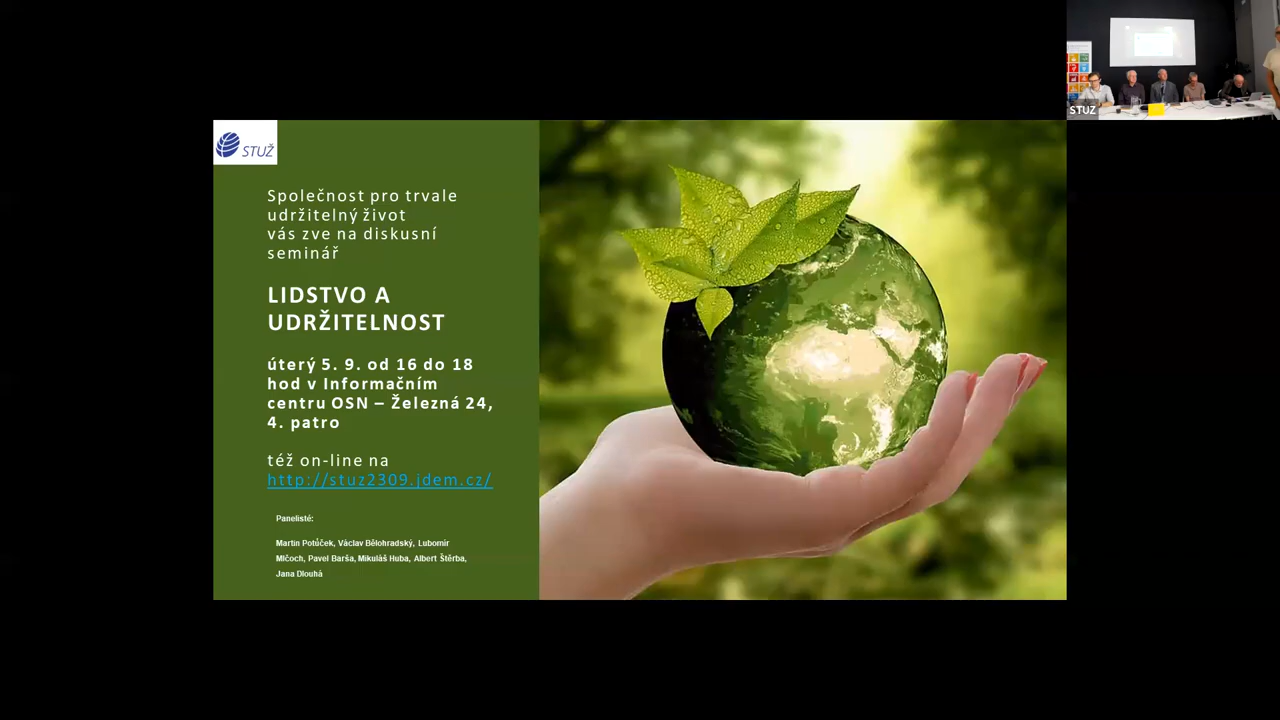 STUŽ
Společnost pro trvale
udržitelný život
vás zve na diskusní
seminář
LIDSTVO A
UDRŽITELNOST
úterý 5. 9. od 16 do 18
hod v Informačním
centru OSN – Železná 24,
4. patro
též on-line na
http://stuz2309.jdem.cz/
Panelisté:
Martin Potůček, Václav Bělohradský, Lubomír
Mlčoch, Pavel Barša, Mikuláš Huba, Albert Štěrba,
Jana Dlouhá
STUZ